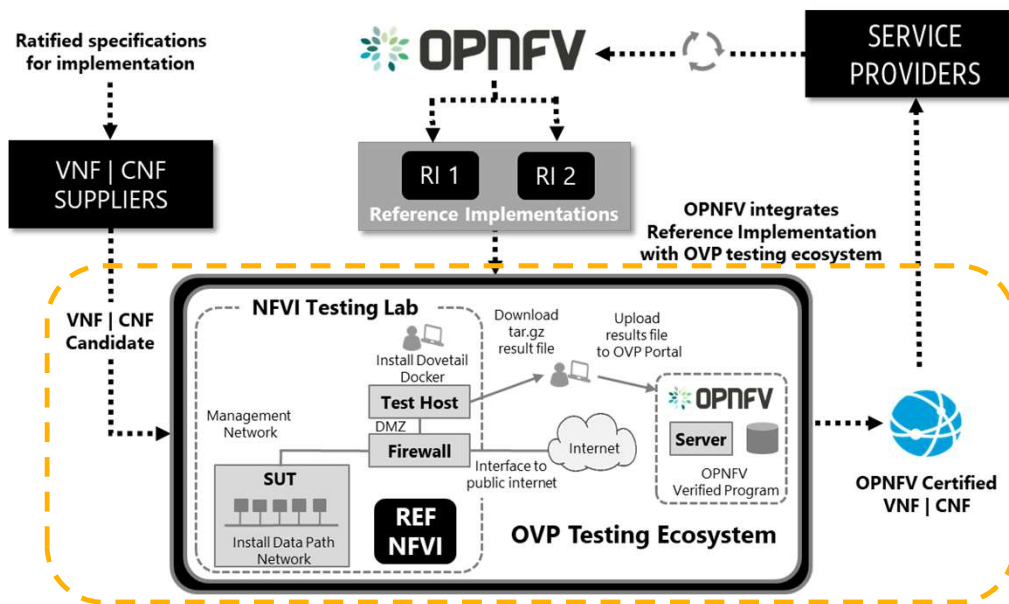 Ratified specifications
for implementation
OPNFV
SERVICE
PROVIDERS
VNF | CNF
SUPPLIERS
RI 1
RI 2
Reference Implementations
OPNFV integrates
Reference Implementation
with OVP testing ecosystem
VNF | CNF
Candidate
NFVI Testing Lab
Install Dovetail
Docker
Test Host
DMZ
Firewall
Management
Network
SUT
Install Data Path
Network
REF
NFVI
Download
tar.gz
result file
Upload
results file
to OVP Portal
Internet
Interface to
public internet
OPNFV
Server
OPNFV
Verified Program
OVP Testing Ecosystem
OPNFV Certified
VNF | CNF